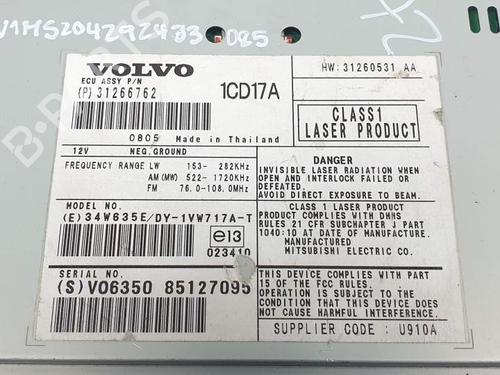 V1MS204292433 085
VOLVO
ECU ASSY P/N
(P) 31266762
1CD17A
HW: 31260531 AA
0805 Made in Thailand
CLASS1
LASER PRODUCT
12V NEG.GROUND
FREQUENCY RANGE LW 153- 282KHz
AM(MW) 522- 1720KHz
FM 76.0-108.0MHz
DANGER
INVISIBLE LASER RADIATION WHEN
OPEN AND INTERLOCK FAILED OR
DEFEATED.
AVOID DIRECT EXPOSURE TO BEAM.
MODEL NO.
(E) 34W635E/DY-1VW717A-T
e13
023410
CLASS 1 LASER PRODUCT
PRODUCT COMPLIES WITH DHHS
RULES 21 CFR SUBCHAPTER J PART
1040:10 AT DATE OF MANUFACTURE.
MANUFACTURED
MITSUBISHI ELECTRIC CO.
SERIAL NO.
(S) VO6350 85127095
THIS DEVICE COMPLIES WITH PART
15 OF THE FCC RULES.
OPERATION IS SUBJECT TO THE
CONDITION THAT THIS DEVICE DOES
NOT CAUSE HARMFUL INTERFERENCE
SUPPLIER CODE : U910A